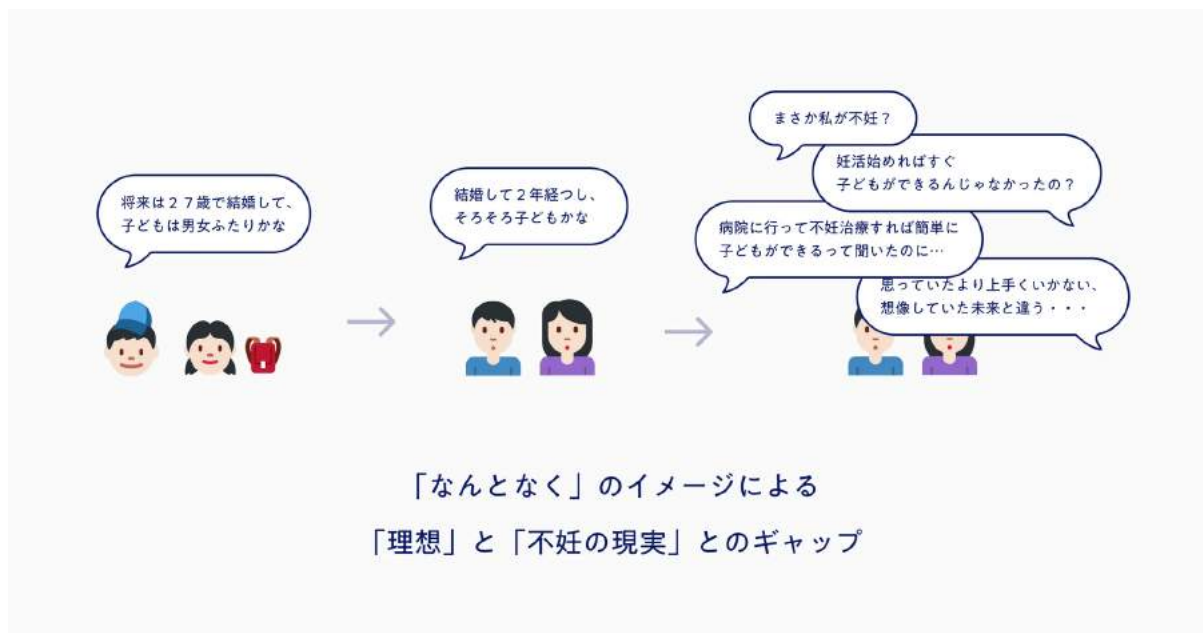 将来は２７歳で結婚して、
子どもは男女ふたりかな
結婚して２年経つし、
そろそろ子どもかな
まさか私が不妊？
妊活始めればすぐ
子どもができるんじゃなかったの？
病院に行って不妊治療すれば簡単に
子どもができるって聞いたのに…
思っていたより上手くいかない、
想像していた未来と違う・・・
「なんとなく」のイメージによる
「理想」と「不妊の現実」とのギャップ